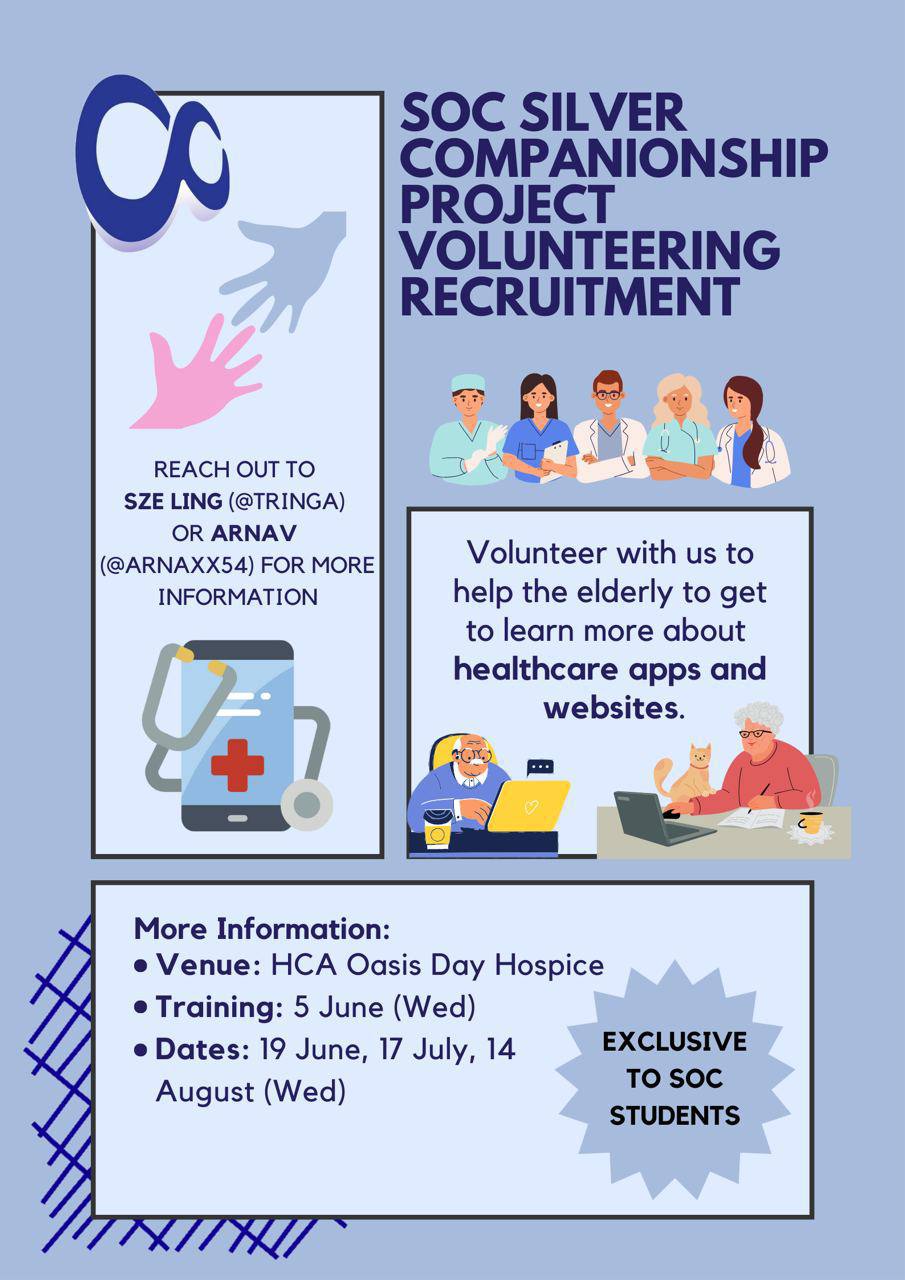 SOC SILVER
COMPANIONSHIP
PROJECT
VOLUNTEERING
RECRUITMENT
REACH OUT TO
SZE LING (@TRINGA)
OR ARNAV
(@ARNAXX54) FOR MORE
INFORMATION
Volunteer with us to
help the elderly to get
to learn more about
healthcare apps and
websites.
More Information:
• Venue: HCA Oasis Day Hospice
• Training: 5 June (Wed)
• Dates: 19 June, 17 July, 14
August (Wed)
EXCLUSIVE
TO SOC
STUDENTS